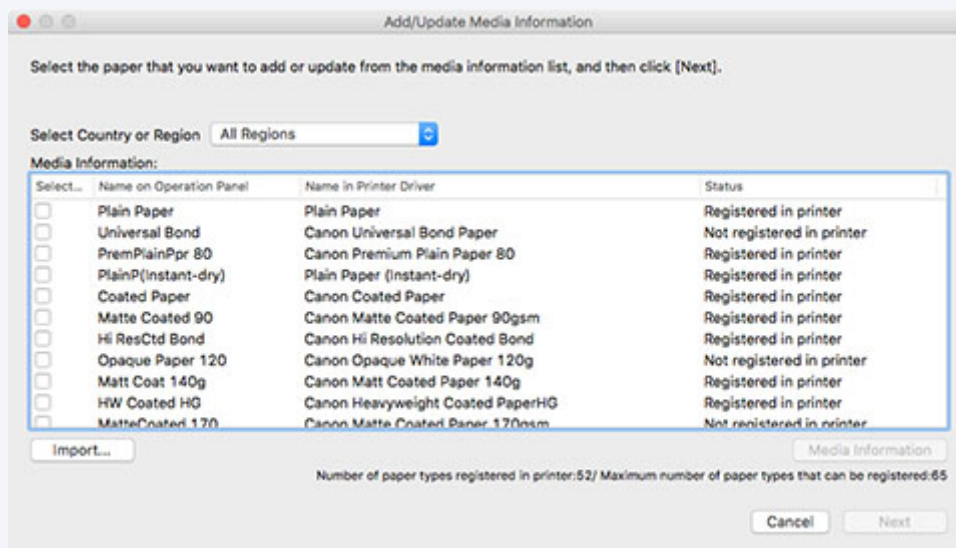 Add/Update Media Information
Select the paper that you want to add or update from the media information list, and then click [Next].
Select Country or Region All Regions
Media Information:
Select... Name on Operation Panel Name in Printer Driver Status
Plain Paper Plain Paper Registered in printer
Universal Bond Canon Universal Bond Paper Not registered in printer
PremPlainPpr 80 Canon Premium Plain Paper 80 Registered in printer
PlainP(Instant-dry) Plain Paper (Instant-dry) Registered in printer
Coated Paper Canon Coated Paper Registered in printer
Matte Coated 90 Canon Matte Coated Paper 90gsm Registered in printer
Hi ResCtd Bond Canon Hi Resolution Coated Bond Registered in printer
Opaque Paper 120 Canon Opaque White Paper 120g Not registered in printer
Matt Coat 140g Canon Matt Coated Paper 140g Registered in printer
HW Coated HG Canon Heavyweight Coated PaperHG Registered in printer
MatteCoated 170 Canon Matte Coated Paper 170gsm Not registered in printer
Import... Media Information
Number of paper types registered in printer:52/ Maximum number of paper types that can be registered:65
Cancel Next